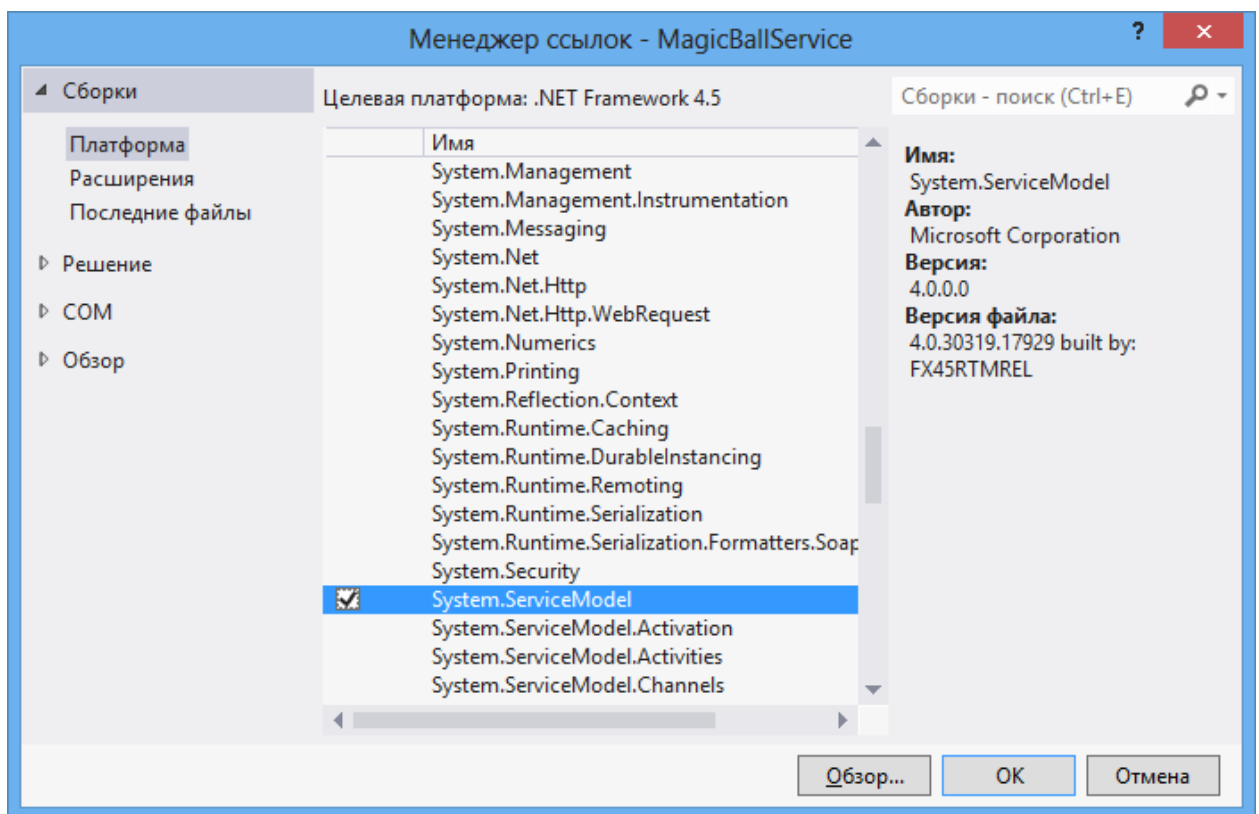 Менеджер ссылок - MagicBallService
?
Сборки
Платформа
Расширения
Последние файлы
Решение
COM
Обзор
Целевая платформа: .NET Framework 4.5
Имя
System.Management
System.Management.Instrumentation
System.Messaging
System.Net
System.Net.Http
System.Net.Http.WebRequest
System.Numerics
System.Printing
System.Reflection.Context
System.Runtime.Caching
System.Runtime.DurableInstancing
System.Runtime.Remoting
System.Runtime.Serialization
System.Runtime.Serialization.Formatters.Soap
System.Security
System.ServiceModel
System.ServiceModel.Activation
System.ServiceModel.Activities
System.ServiceModel.Channels
Сборки - поиск (Ctrl+E)
Имя:
System.ServiceModel
Автор:
Microsoft Corporation
Версия:
4.0.0.0
Версия файла:
4.0.30319.17929 built by:
FX45RTMREL
Обзор...
ОК
Отмена